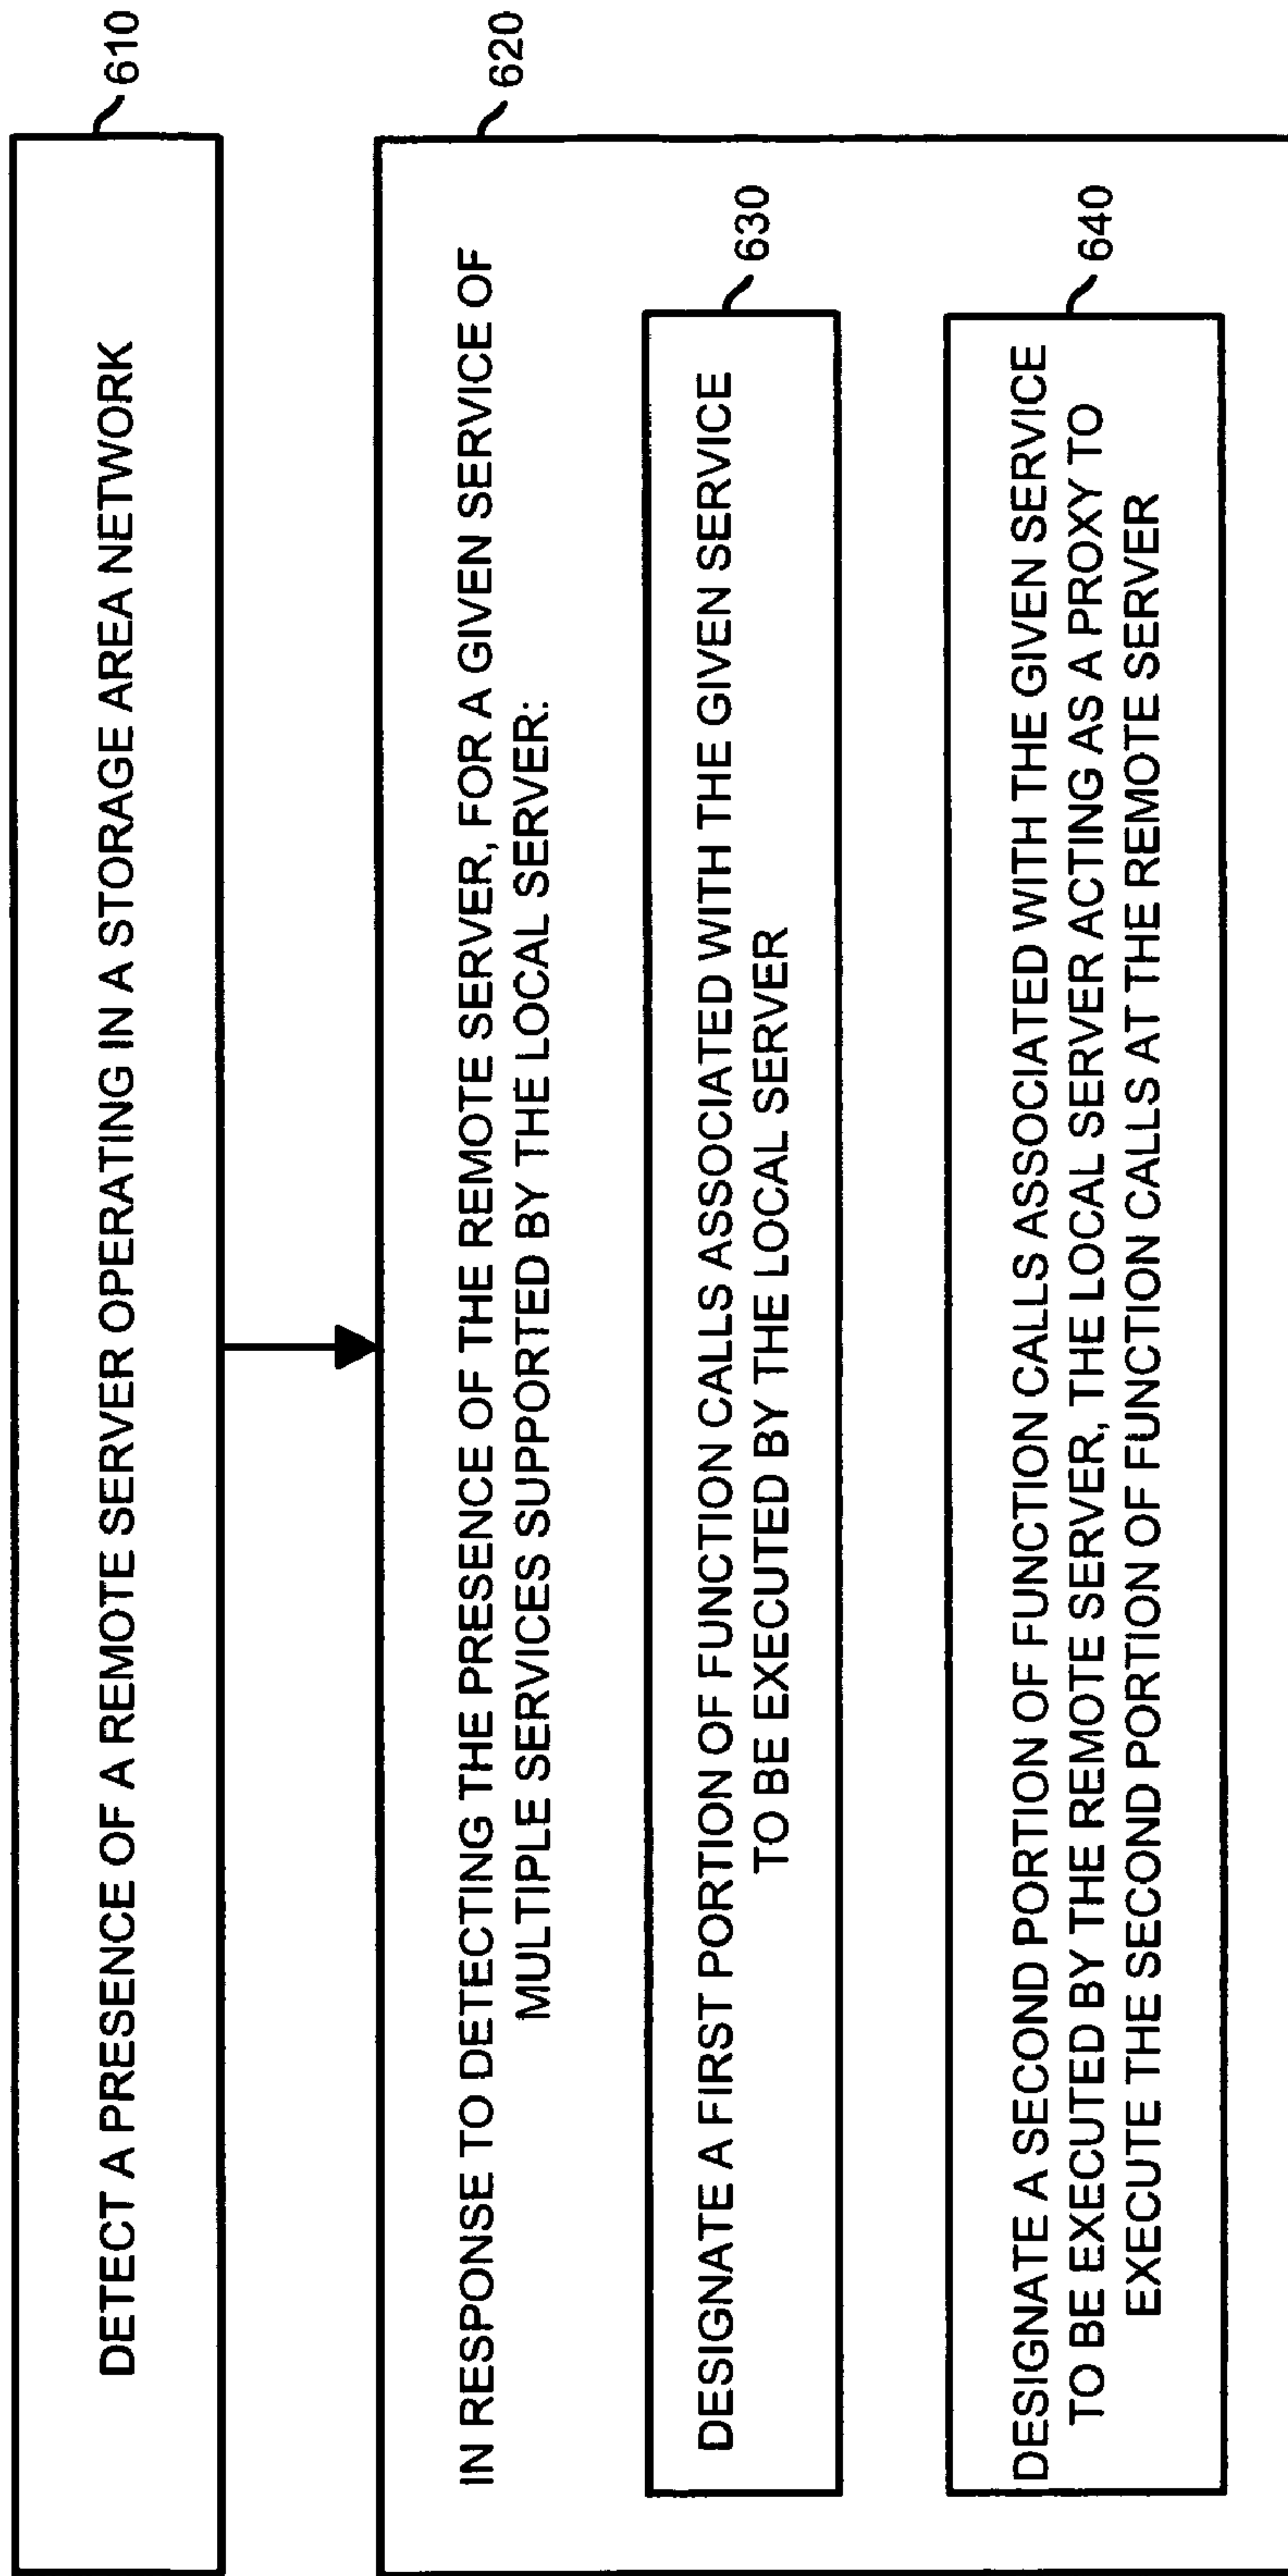 610
DETECT A PRESENCE OF A REMOTE SERVER OPERATING IN A STORAGE AREA NETWORK
620
IN RESPONSE TO DETECTING THE PRESENCE OF THE REMOTE SERVER, FOR A GIVEN SERVICE OF
MULTIPLE SERVICES SUPPORTED BY THE LOCAL SERVER:
630
DESIGNATE A FIRST PORTION OF FUNCTION CALLS ASSOCIATED WITH THE GIVEN SERVICE
TO BE EXECUTED BY THE LOCAL SERVER
640
DESIGNATE A SECOND PORTION OF FUNCTION CALLS ASSOCIATED WITH THE GIVEN SERVICE
TO BE EXECUTED BY THE REMOTE SERVER, THE LOCAL SERVER ACTING AS A PROXY TO
EXECUTE THE SECOND PORTION OF FUNCTION CALLS AT THE REMOTE SERVER